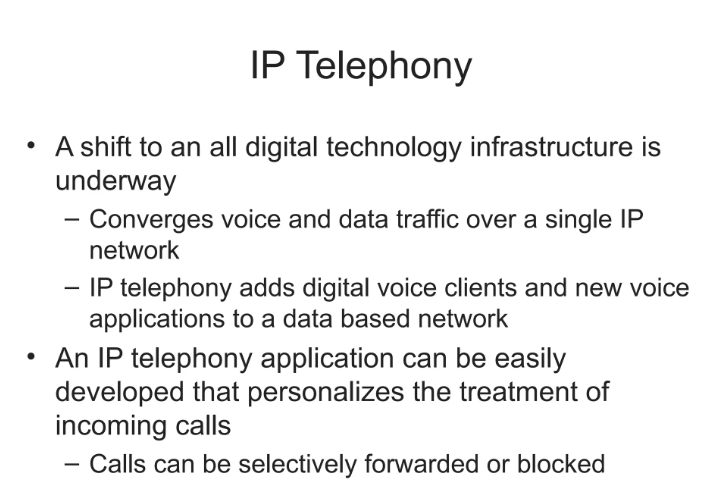 IP Telephony
• A shift to an all digital technology infrastructure is
underway
– Converges voice and data traffic over a single IP
network
– IP telephony adds digital voice clients and new voice
applications to a data based network
• An IP telephony application can be easily
developed that personalizes the treatment of
incoming calls
– Calls can be selectively forwarded or blocked